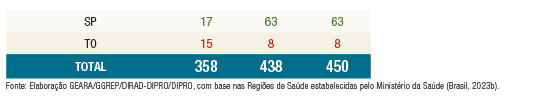 SP 17 63 63
TO 15 8 8
TOTAL 358 438 450
Fonte: Elaboração GEARA/GGREP/DIRAD-DIPRO/DIPRO, com base nas Regiões de Saúde estabelecidas pelo Ministério da Saúde (Brasil, 2023b).